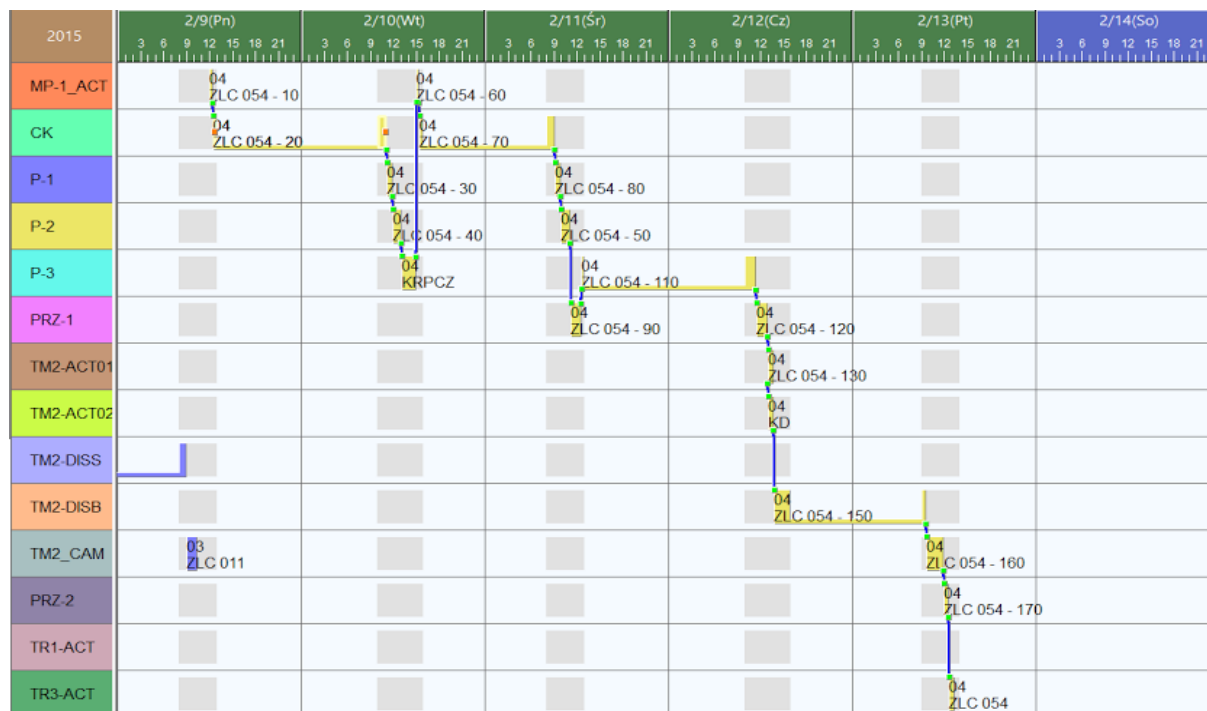 2015
2/9(Pn) 2/10(Wt) 2/11(Śr) 2/12(Cz) 2/13(Pt) 2/14(So)
3 6 9 12 15 18 21 3 6 9 12 15 18 21 3 6 9 12 15 18 21 3 6 9 12 15 18 21 3 6 9 12 15 18 21 3 6 9 12 15 18 21
MP-1_ACT
04
ZLC 054 - 10
04
ZLC 054 - 60
CK
04
ZLC 054 - 20
04
ZLC 054 - 70
P-1
04
ZLC 054 - 30
04
ZLC 054 - 80
P-2
04
ZLC 054 - 40
04
ZLC 054 - 50
P-3
04
KRPCZ
04
ZLC 054 - 110
PRZ-1
04
ZLC 054 - 90
04
ZLC 054 - 120
TM2-ACT01
04
ZLC 054 - 130
TM2-ACT02
04
KD
TM2-DISS
TM2-DISB
04
ZLC 054 - 150
TM2_CAM
03
ZLC 011
04
ZLC 054 - 160
PRZ-2
04
ZLC 054 - 170
TR1-ACT
TR3-ACT
04
ZLC 054